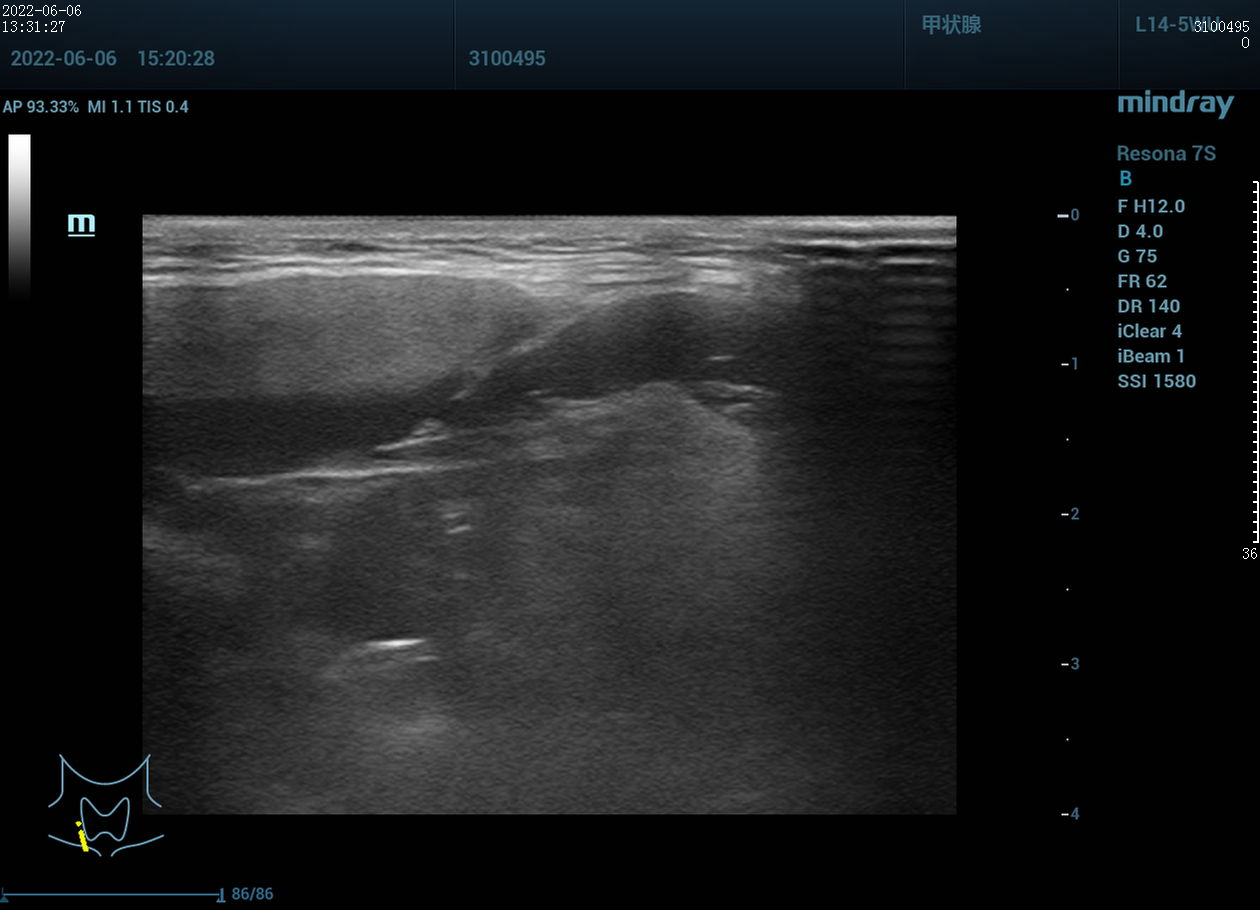 2022-06-06
13:31:27
2022-06-06 15:20:28
3100495
甲状腺
3100495
0
AP 93.33% MI 1.1 TIS 0.4
mindray
Resona 7S
B
F H12.0
D 4.0
G 75
FR 62
DR 140
iClear 4
iBeam 1
SSI 1580
m
0
1
2
3
4
36
86/86